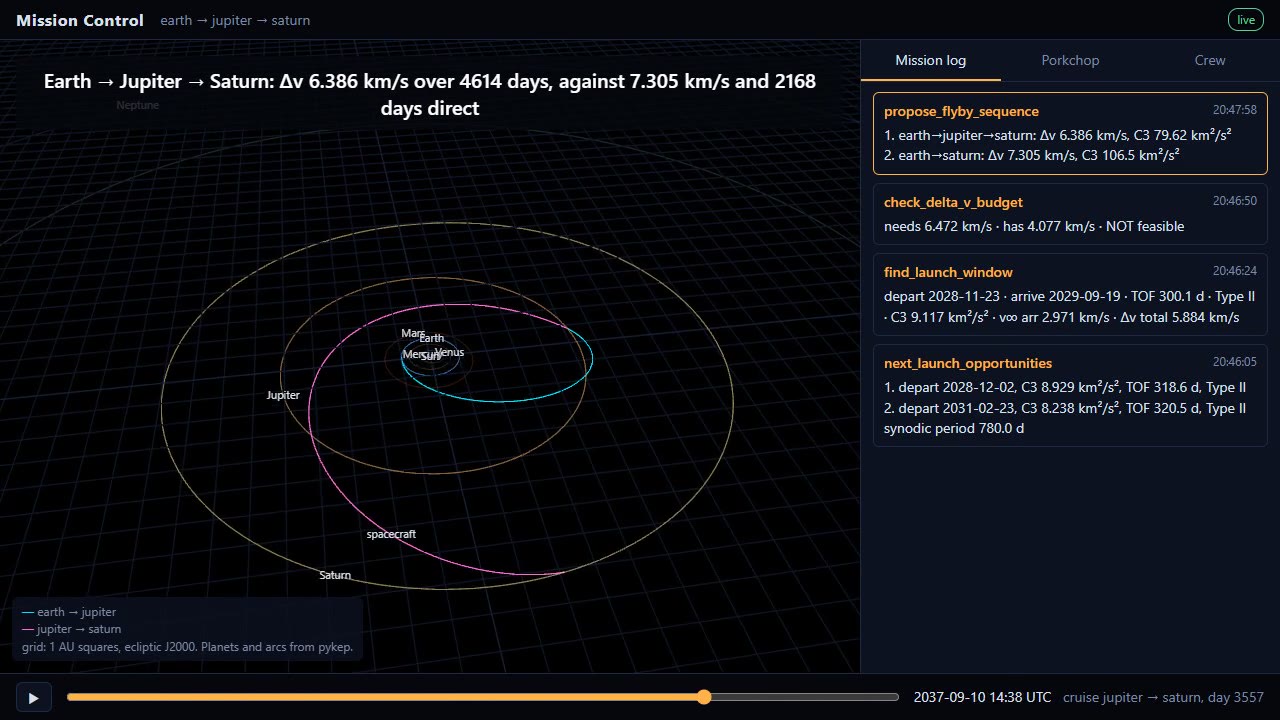 Mission Control earth → jupiter → saturn live
Earth → Jupiter → Saturn: Δv 6.386 km/s over 4614 days, against 7.305 km/s and 2168
days direct
Neptune
Mars
Earth
Mercury Sun Venus
Jupiter
spacecraft
Saturn
— earth → jupiter
— jupiter → saturn
grid: 1 AU squares, ecliptic J2000. Planets and arcs from pykep.
Mission log Porkchop Crew
propose_flyby_sequence 20:47:58
1. earth→jupiter→saturn: Δv 6.386 km/s, C3 79.62 km²/s²
2. earth→saturn: Δv 7.305 km/s, C3 106.5 km²/s²
check_delta_v_budget 20:46:50
needs 6.472 km/s · has 4.077 km/s · NOT feasible
find_launch_window 20:46:24
depart 2028-11-23 · arrive 2029-09-19 · TOF 300.1 d · Type II
· C3 9.117 km²/s² · v∞ arr 2.971 km/s · Δv total 5.884 km/s
next_launch_opportunities 20:46:05
1. depart 2028-12-02, C3 8.929 km²/s², TOF 318.6 d, Type II
2. depart 2031-02-23, C3 8.238 km²/s², TOF 320.5 d, Type II
synodic period 780.0 d
2037-09-10 14:38 UTC cruise jupiter → saturn, day 3557